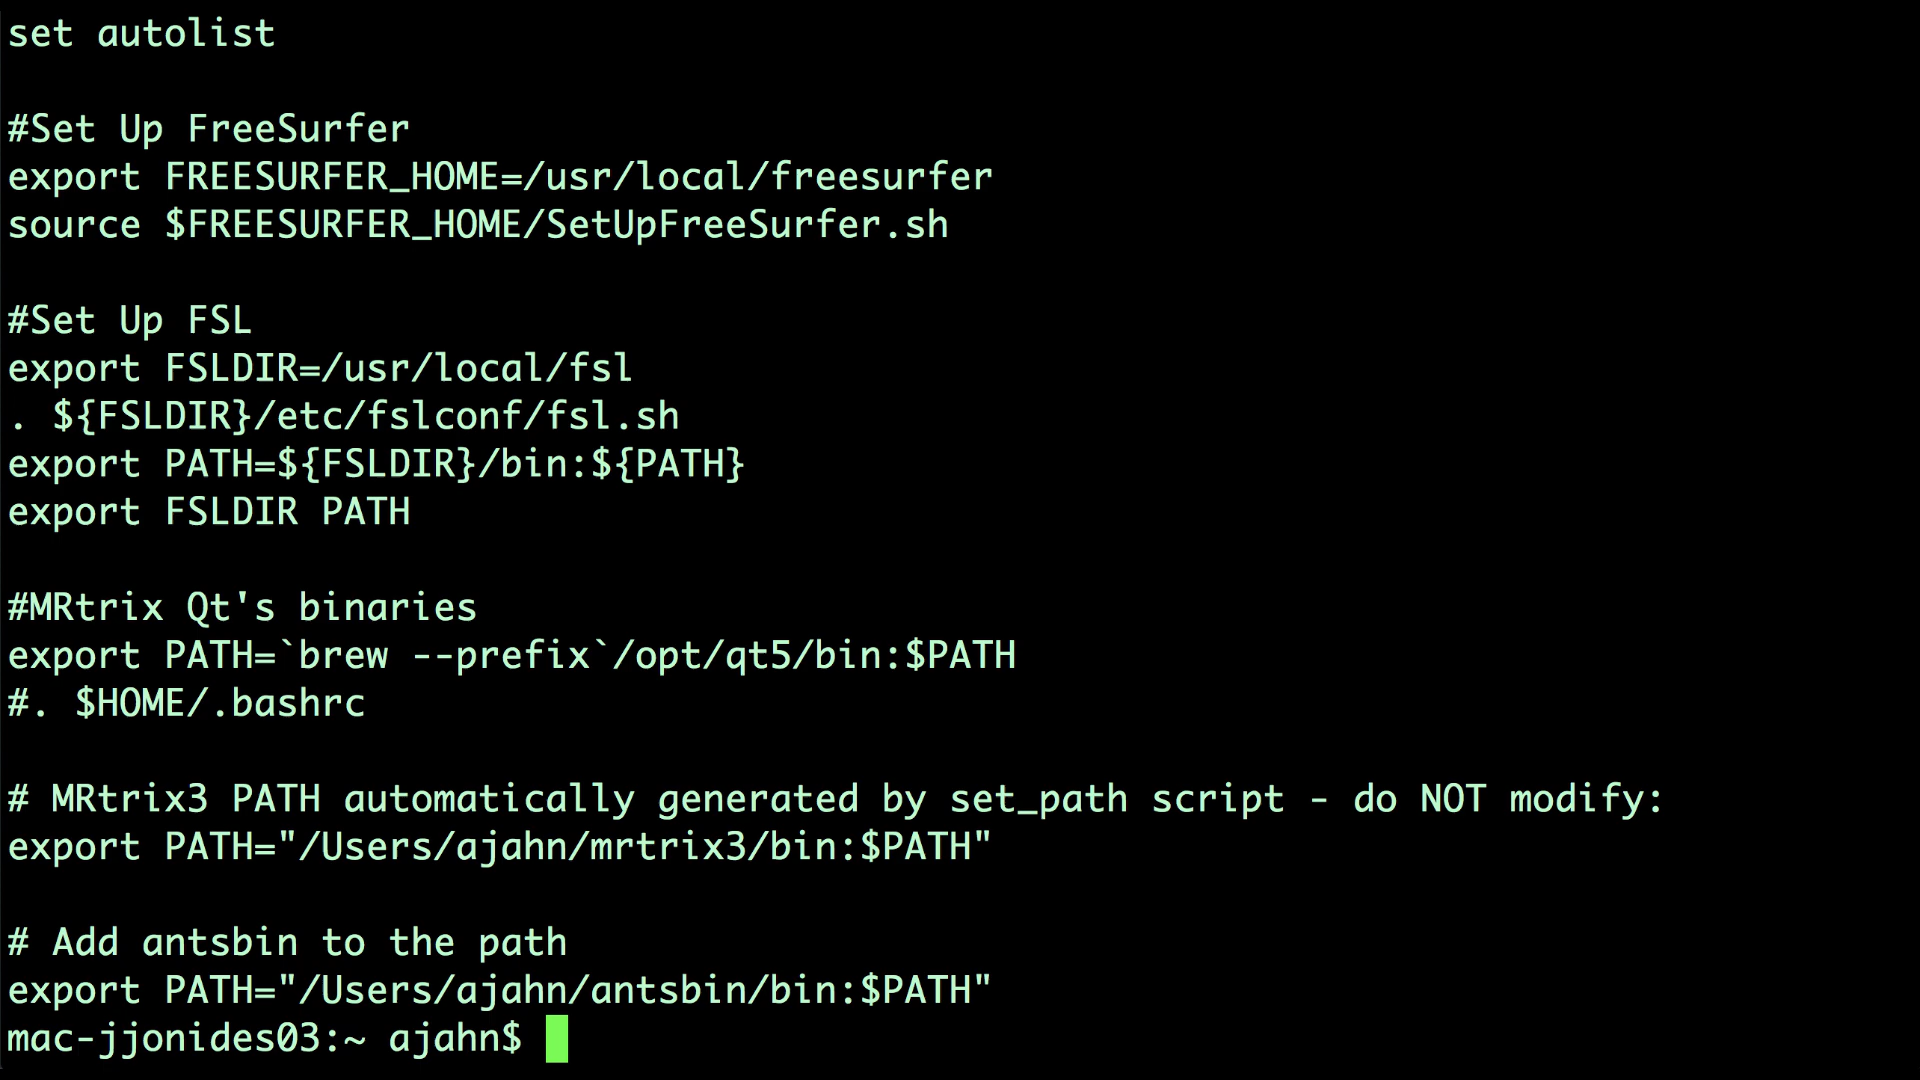 set autolist
#Set Up FreeSurfer
export FREESURFER_HOME=/usr/local/freesurfer
source $FREESURFER_HOME/SetUpFreeSurfer.sh
#Set Up FSL
export FSLDIR=/usr/local/fsl
. ${FSLDIR}/etc/fslconf/fsl.sh
export PATH=${FSLDIR}/bin:${PATH}
export FSLDIR PATH
#MRtrix Qt's binaries
export PATH=`brew --prefix`/opt/qt5/bin:$PATH
#. $HOME/.bashrc
# MRtrix3 PATH automatically generated by set_path script - do NOT modify:
export PATH="/Users/ajahn/mrtrix3/bin:$PATH"
# Add antsbin to the path
export PATH="/Users/ajahn/antsbin/bin:$PATH"
mac-jjonides03:~ ajahn$